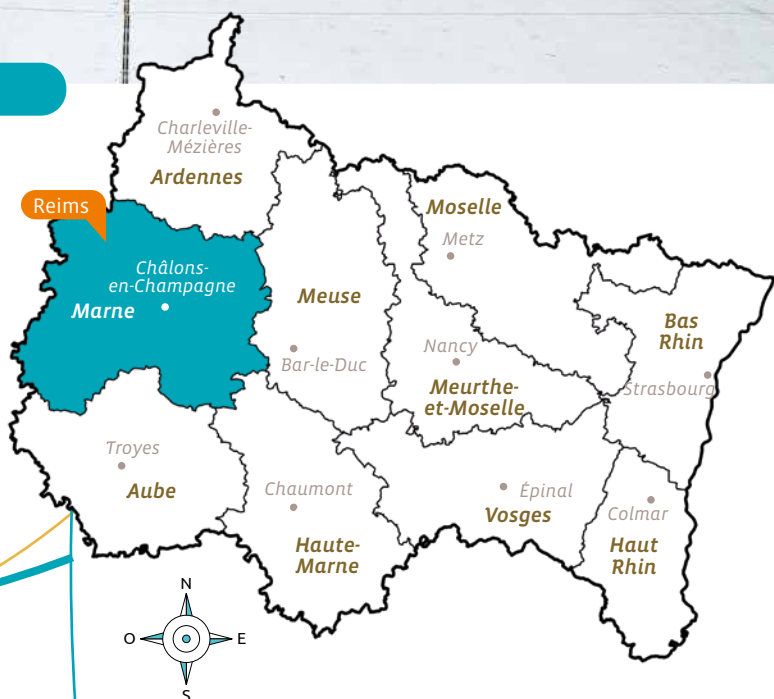 Charleville-
Mézières
Ardennes
Reims
Moselle
Metz
Châlons-
en-Champagne
Marne
Meuse
Bas
Rhin
Nancy
Bar-le-Duc
Meurthe-
et-Moselle
Strasbourg
Troyes
Aube
Chaumont
Épinal
Vosges
Colmar
Haute-
Marne
Haut
Rhin
N
O
E
S